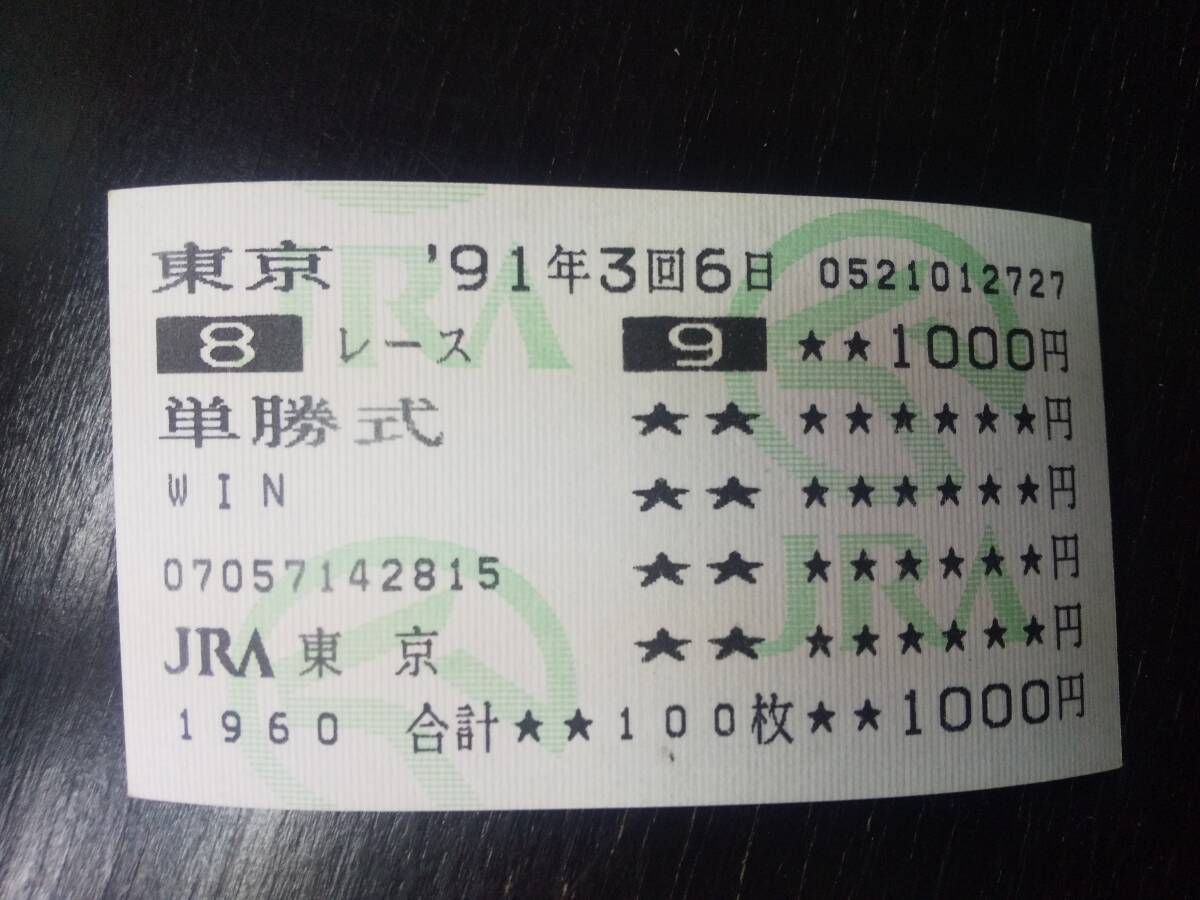 東京 '91年3回6日 0521012727
8 レース 9 ★★1000円
単勝式 ★★ ★★★★★★円
WIN ★★ ★★★★★★円
07057142815 ★★ ★★★★★★円
JRA 東京 ★★ ★★★★★★円
1960 合計★★100枚★★1000円
JRA
JRA